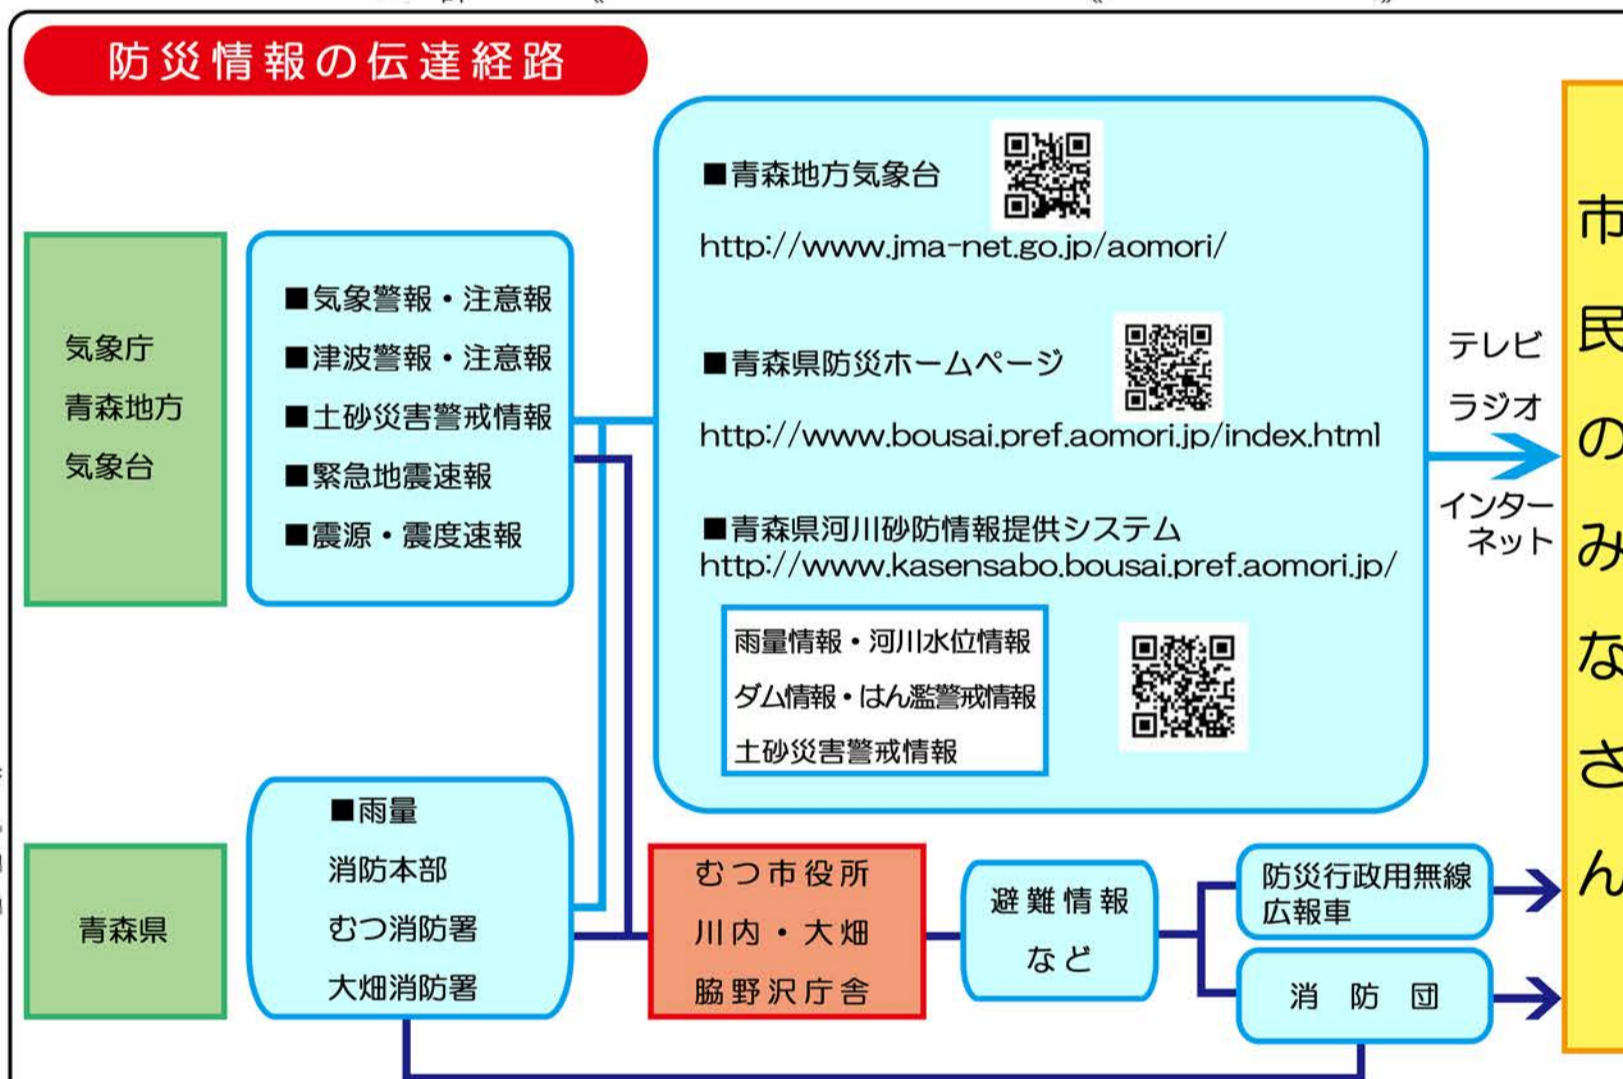 防災情報の伝達経路
気象庁
青森地方
気象台
■気象警報・注意報
■津波警報・注意報
■土砂災害警戒情報
■緊急地震速報
■震源・震度速報
■青森地方気象台
http://www.jma-net.go.jp/aomori/
■青森県防災ホームページ
http://www.bousai.pref.aomori.jp/index.html
■青森県河川砂防情報提供システム
http://www.kasensabo.bousai.pref.aomori.jp/
雨量情報・河川水位情報
ダム情報・はん濫警戒情報
土砂災害警戒情報
テレビ
ラジオ
インター
ネット
市民のみなさん
青森県
■雨量
消防本部
むつ消防署
大畑消防署
むつ市役所
川内・大畑
脇野沢庁舎
避難情報
など
防災行政用無線
広報車
消防団